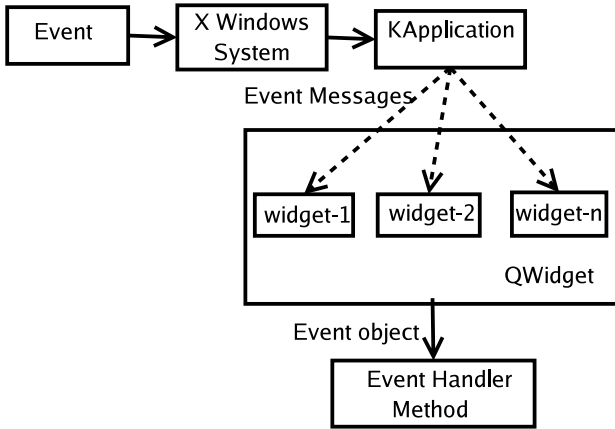 Event
X Windows
System
KApplication
Event Messages
widget-1
widget-2
widget-n
QWidget
Event object
Event Handler
Method